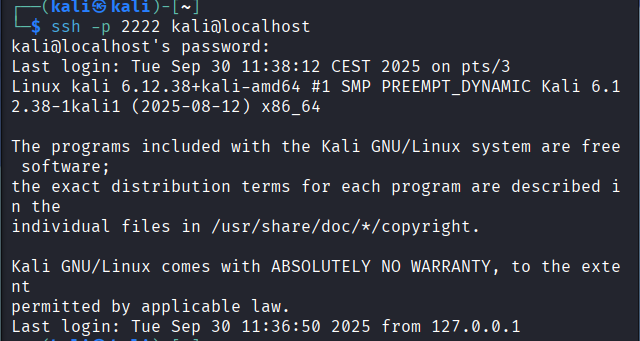 ┌──(kali㉿kali)-[~]
└─$ ssh -p 2222 kali@localhost
kali@localhost's password:
Last login: Tue Sep 30 11:38:12 CEST 2025 on pts/3
Linux kali 6.12.38+kali-amd64 #1 SMP PREEMPT_DYNAMIC Kali 6.1
2.38-1kali1 (2025-08-12) x86_64

The programs included with the Kali GNU/Linux system are free
 software;
the exact distribution terms for each program are described i
n the
individual files in /usr/share/doc/*/copyright.

Kali GNU/Linux comes with ABSOLUTELY NO WARRANTY, to the exte
nt
permitted by applicable law.
Last login: Tue Sep 30 11:36:50 2025 from 127.0.0.1